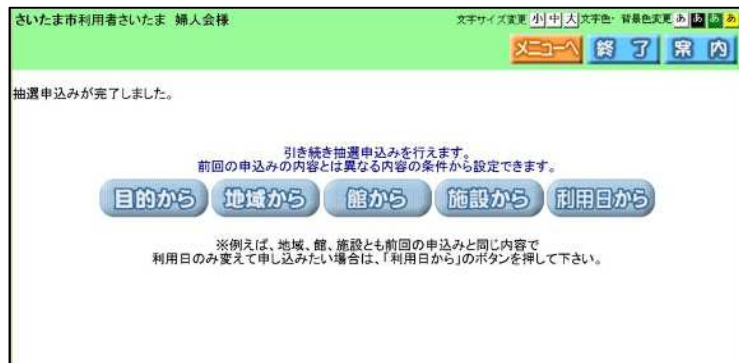 さいたま市利用者さいたま 婦人会様
文字サイズ変更 小 中 大 文字色・背景色変更 あ あ あ あ
メニューへ 終了 案内
抽選申込みが完了しました。
引き続き抽選申込みを行えます。
前回の申込みの内容とは異なる内容の条件から設定できます。
目的から 地域から 館から 施設から 利用日から
※例えば、地域、館、施設とも前回の申込みと同じ内容で
利用日のみ変えて申し込みたい場合は、「利用日から」のボタンを押して下さい。